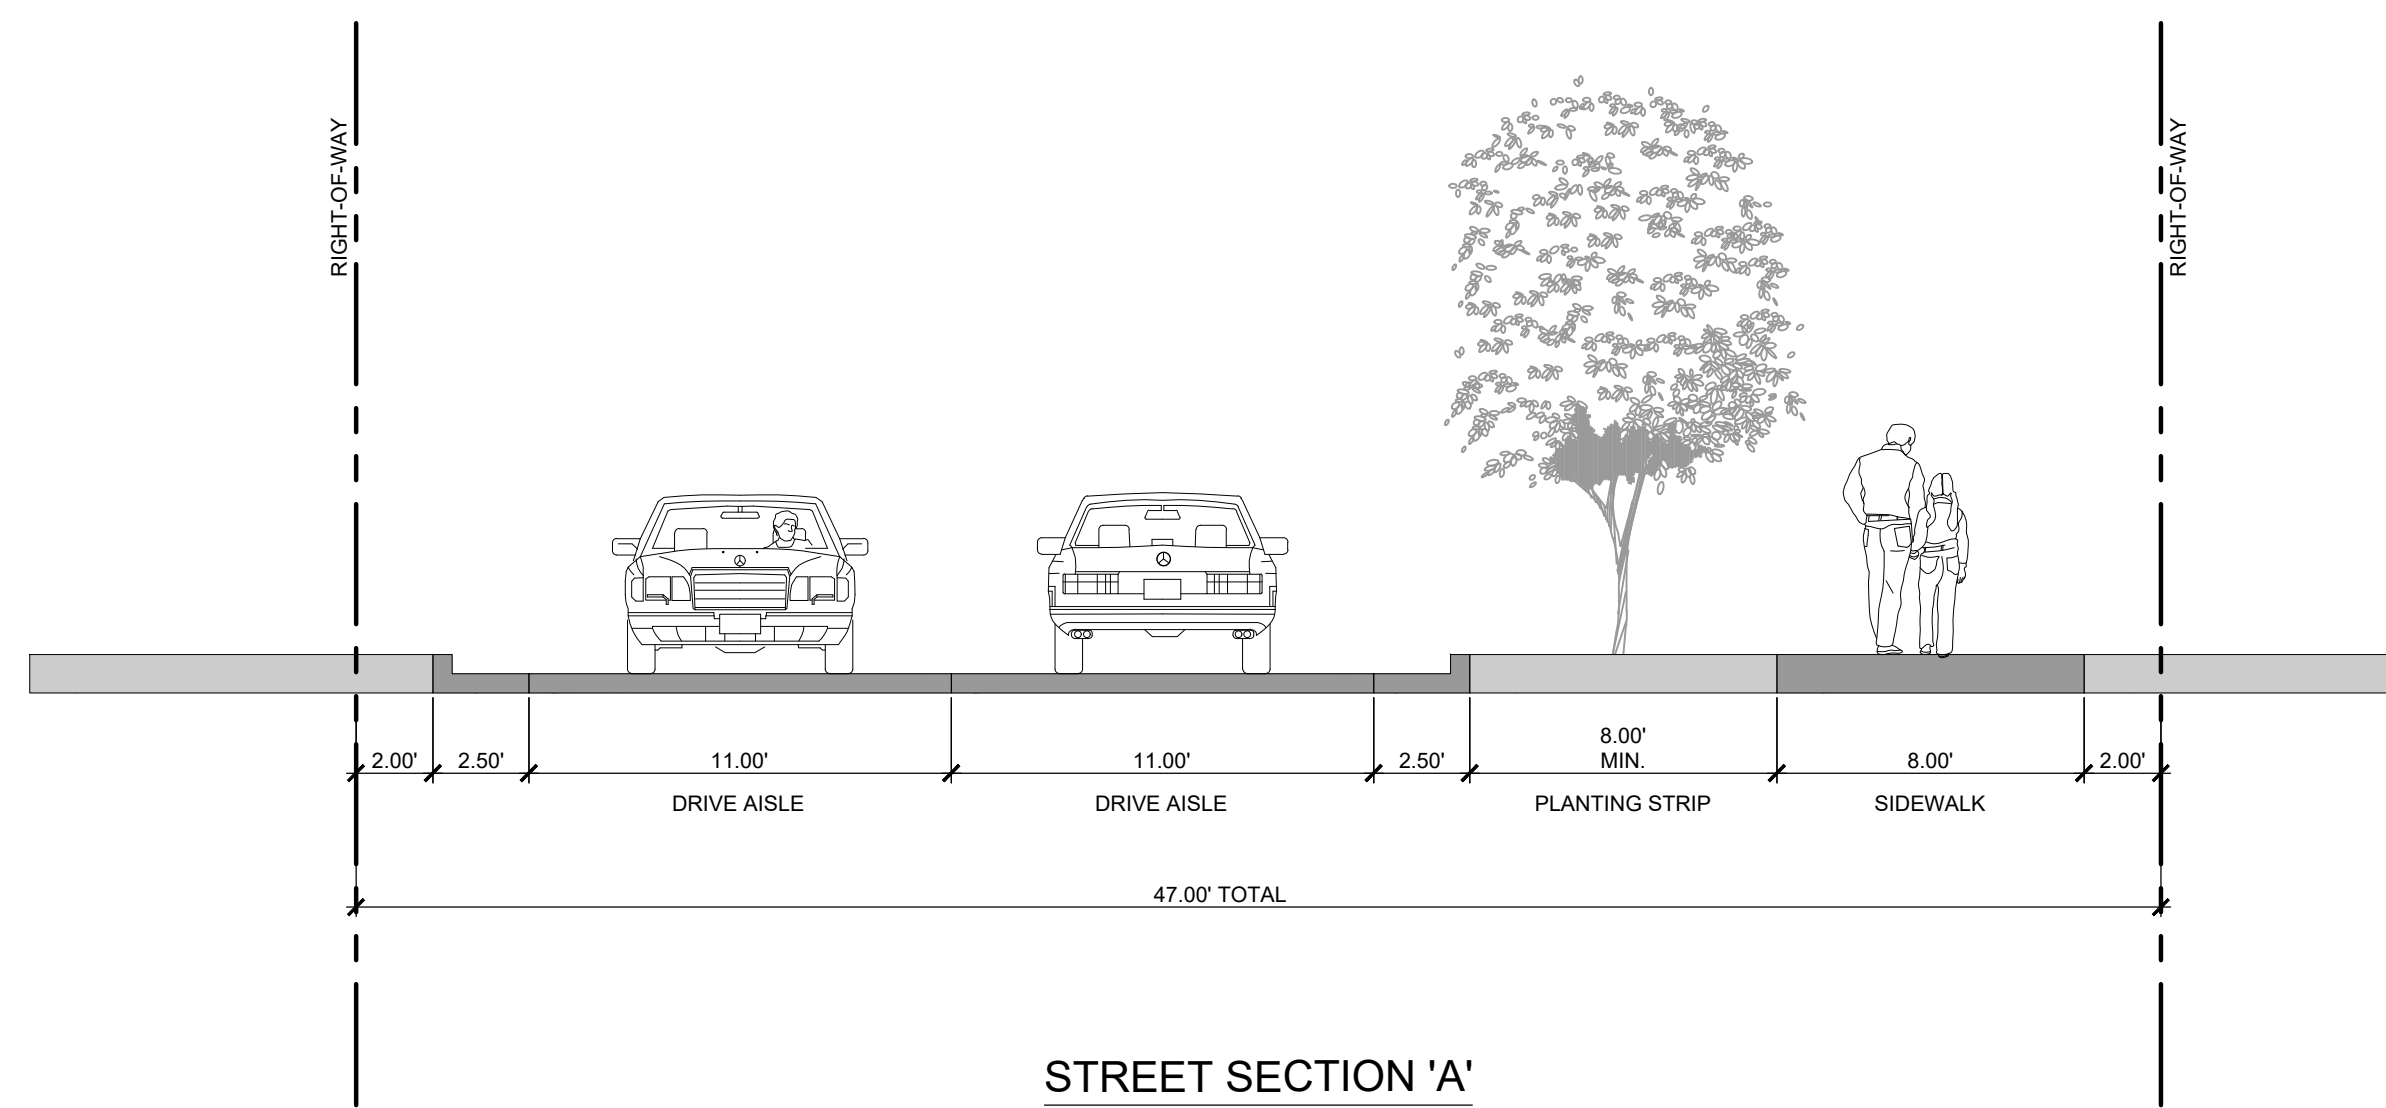 RIGHT-OF-WAY
RIGHT-OF-WAY
2.00'
2.50'
11.00'
11.00'
2.50'
8.00'
MIN.
8.00'
2.00'
DRIVE AISLE
DRIVE AISLE
PLANTING STRIP
SIDEWALK
47.00' TOTAL
STREET SECTION 'A'